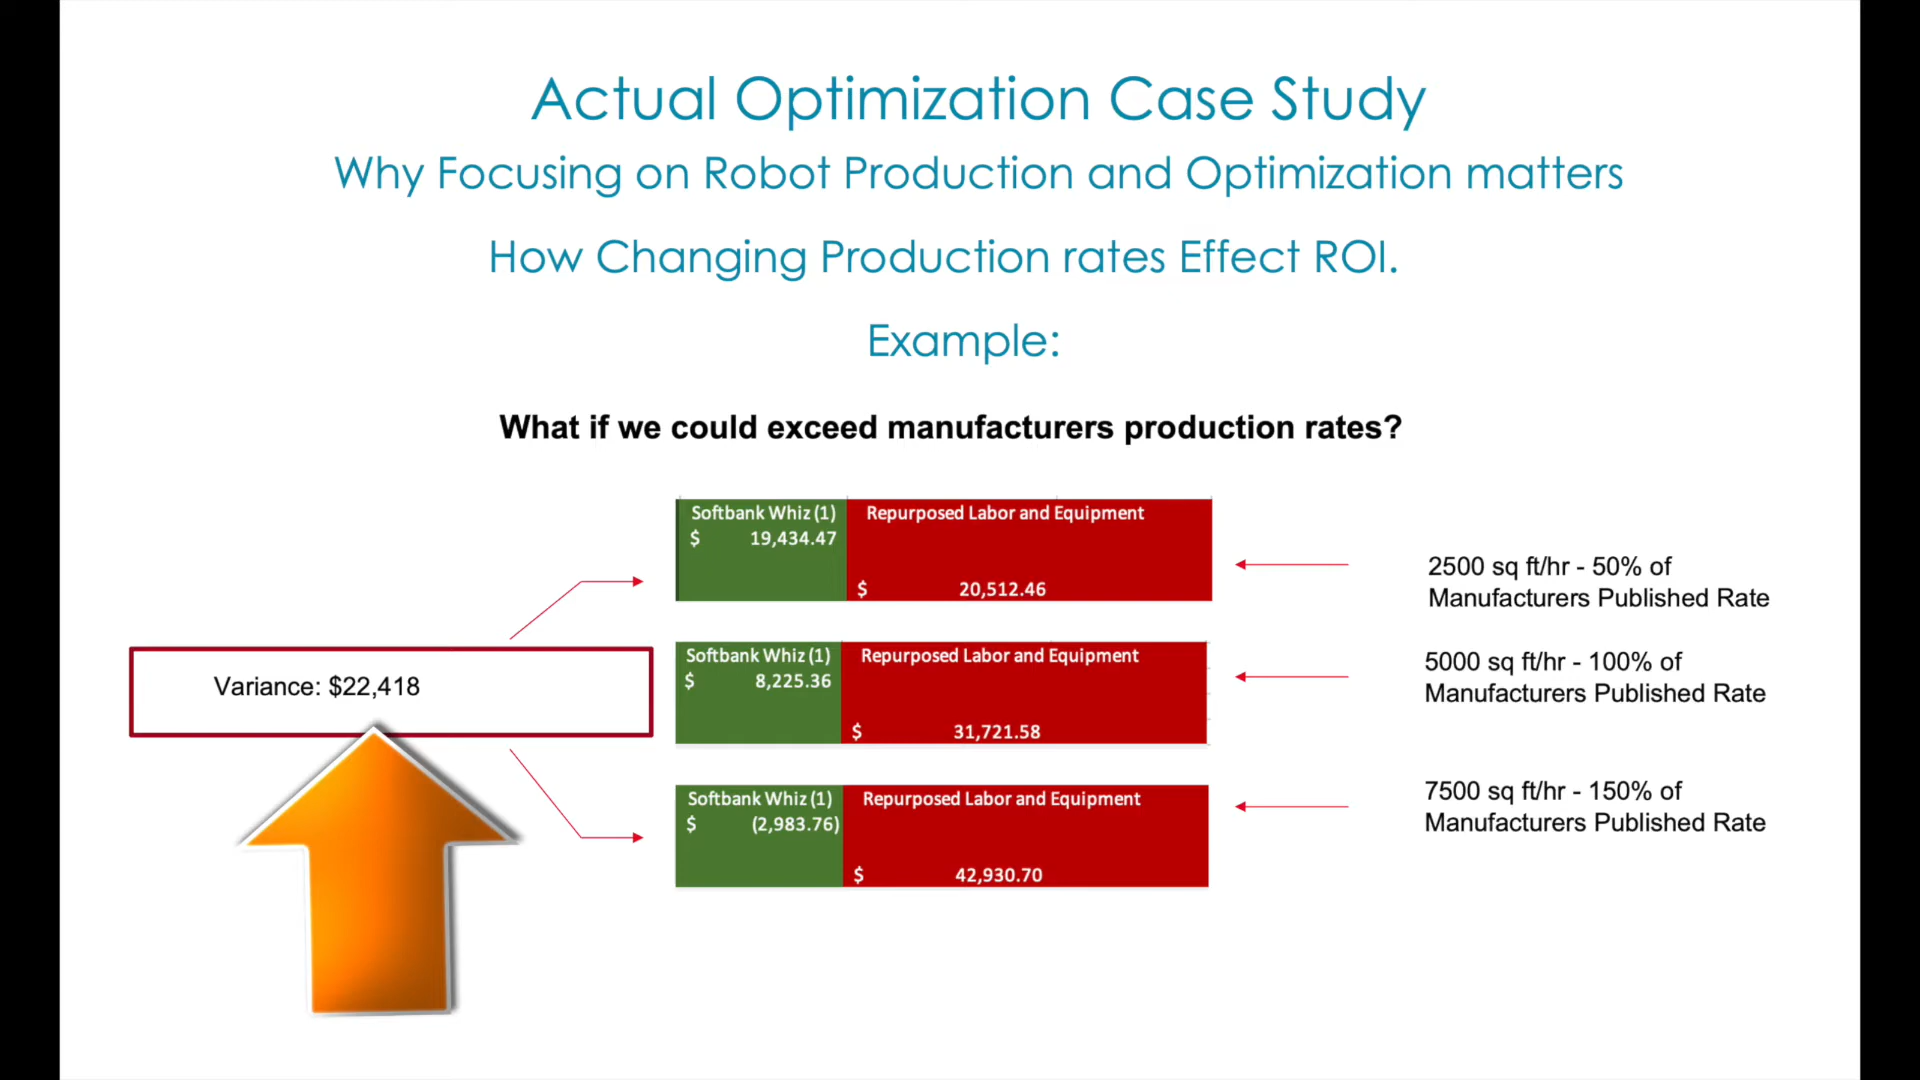 Actual Optimization Case Study
Why Focusing on Robot Production and Optimization matters
How Changing Production rates Effect ROI.
Example:
What if we could exceed manufacturers production rates?
Softbank Whiz (1) Repurposed Labor and Equipment
$ 19,434.47
$ 20,512.46
2500 sq ft/hr - 50% of
Manufacturers Published Rate
Variance: $22,418
Softbank Whiz (1) Repurposed Labor and Equipment
$ 8,225.36
$ 31,721.58
5000 sq ft/hr - 100% of
Manufacturers Published Rate
Softbank Whiz (1) Repurposed Labor and Equipment
$ (2,983.76)
$ 42,930.70
7500 sq ft/hr - 150% of
Manufacturers Published Rate